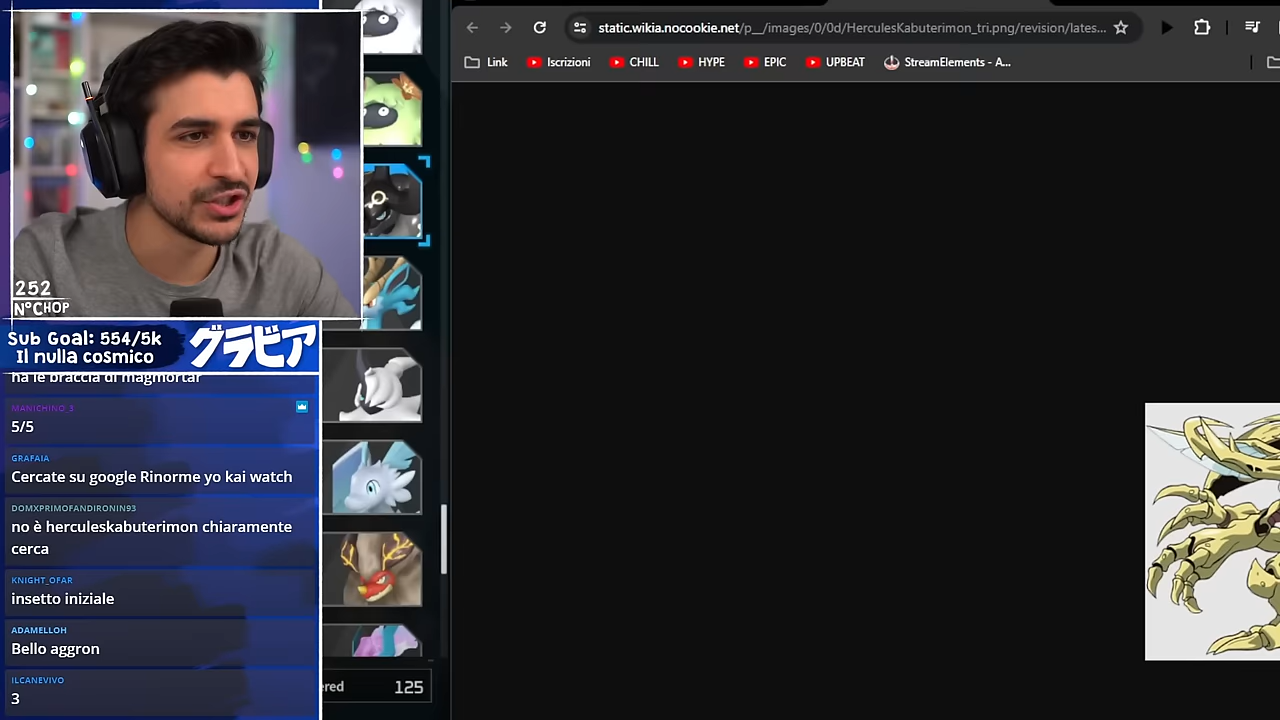 static.wikia.nocookie.net/p__/images/0/0d/HerculesKabuterimon_tri.png/revision/lates...
Link
Iscrizioni
CHILL
HYPE
EPIC
UPBEAT
StreamElements - A...
252
N°CHOP
Sub Goal: 554/5k
Il nulla cosmico
グラビア
ha le braccia di magmortar
MANICHINO_3
5/5
GRAFAIA
Cercate su google Rinorme yo kai watch
DOMXPRIMOFANDIRONIN93
no è herculeskabuterimon chiaramente
cerca
KNIGHT_OFAR
insetto iniziale
ADAMELLOH
Bello aggron
ILCANEVIVO
3
ered
125